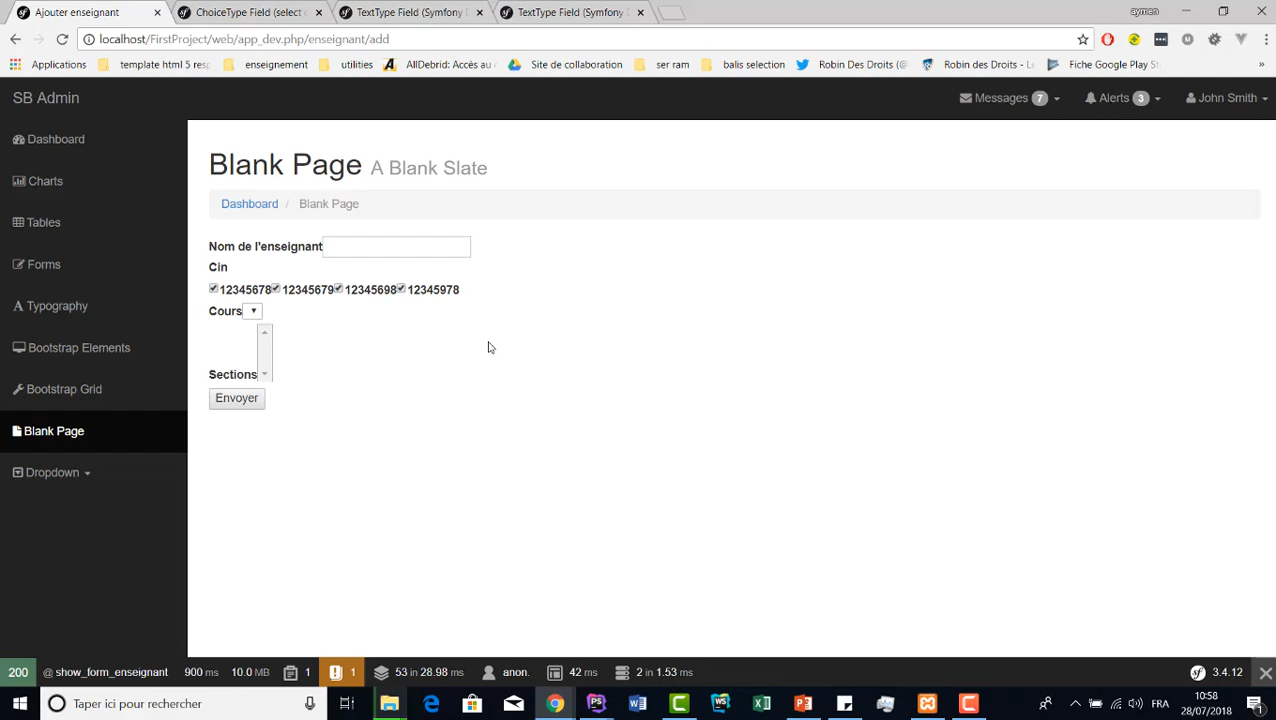 Ajouter enseignant
ChoiceType Field (select
TextType Field (Symfony D
TextType Field (Symfony D
aymen
localhost/FirstProject/web/app_dev.php/enseignant/add
Applications
template html 5 resp
enseignement
utilities
AllDebrid: Accès au c
Site de collaboration
ser ram
balis selection
Robin Des Droits (@
Robin des Droits - Le
Fiche Google Play St
»
SB Admin
Messages 7
Alerts 3
John Smith
Dashboard
Charts
Tables
Forms
Typography
Bootstrap Elements
Bootstrap Grid
Blank Page
Dropdown
Blank Page A Blank Slate
Dashboard / Blank Page
Nom de l'enseignant
Cin
12345678 12345679 12345698 12345978
Cours
Sections
Envoyer
200 @ show_form_enseignant 900 ms 10.0 MB 1 1 53 in 28.98 ms anon. 42 ms 2 in 1.53 ms sf 3.4.12
Taper ici pour rechercher
FRA
10:58
28/07/2018